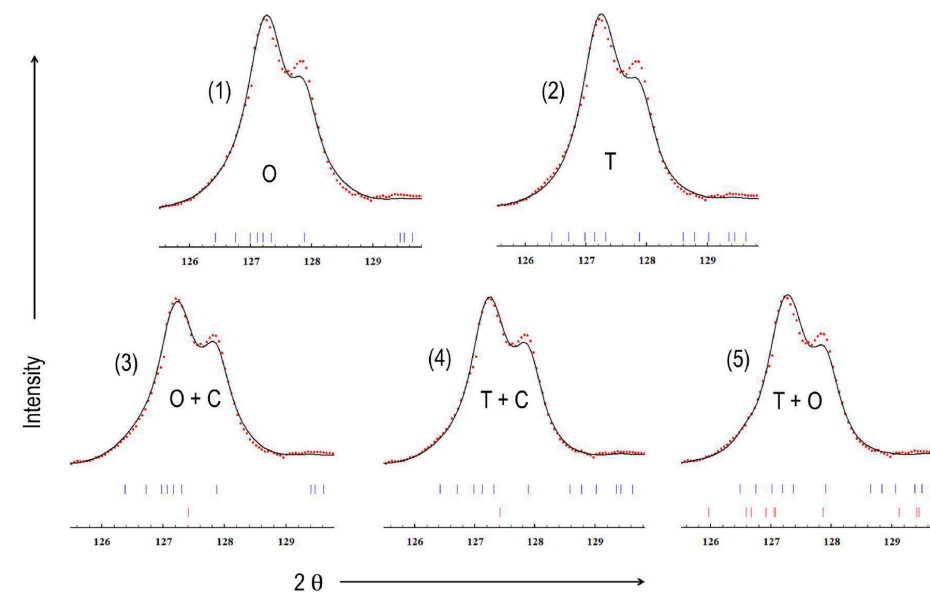 (1)
O
126 127 128 129
(2)
T
126 127 128 129
Intensity
(3)
O + C
126 127 128 129
(4)
T + C
126 127 128 129
(5)
T + O
126 127 128 129
2 θ